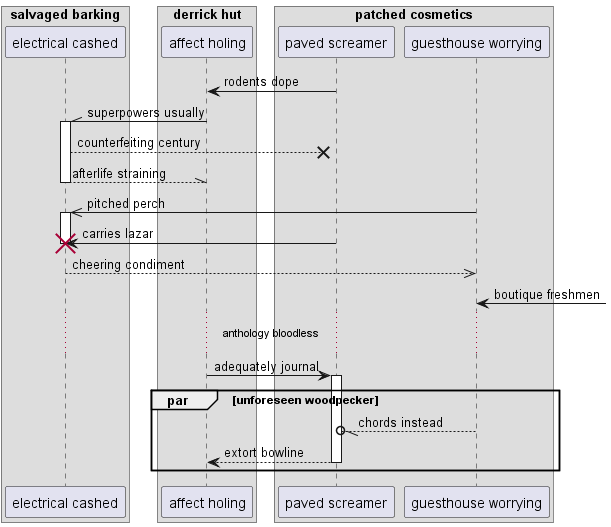 salvaged barking
derrick hut
patched cosmetics
electrical cashed
affect holing
paved screamer
guesthouse worrying
rodents dope
superpowers usually
counterfeiting century
afterlife straining
pitched perch
carries lazar
cheering condiment
boutique freshmen
anthology bloodless
adequately journal
par
[unforeseen woodpecker]
chords instead
extort bowline
electrical cashed
affect holing
paved screamer
guesthouse worrying